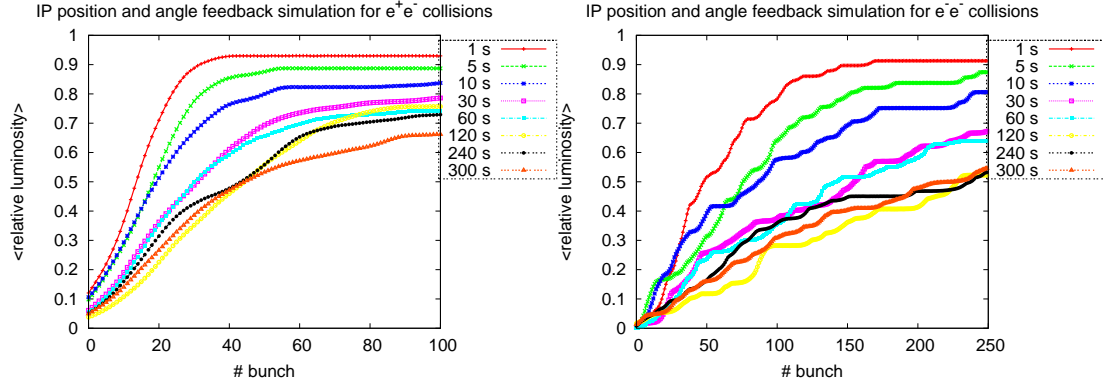 IP position and angle feedback simulation for e⁺e⁻ collisions
<relative luminosity>
1
0.9
0.8
0.7
0.6
0.5
0.4
0.3
0.2
0.1
0
0 20 40 60 80 100
# bunch
1 s
5 s
10 s
30 s
60 s
120 s
240 s
300 s
IP position and angle feedback simulation for e⁻e⁻ collisions
<relative luminosity>
1
0.9
0.8
0.7
0.6
0.5
0.4
0.3
0.2
0.1
0
0 50 100 150 200 250
# bunch
1 s
5 s
10 s
30 s
60 s
120 s
240 s
300 s